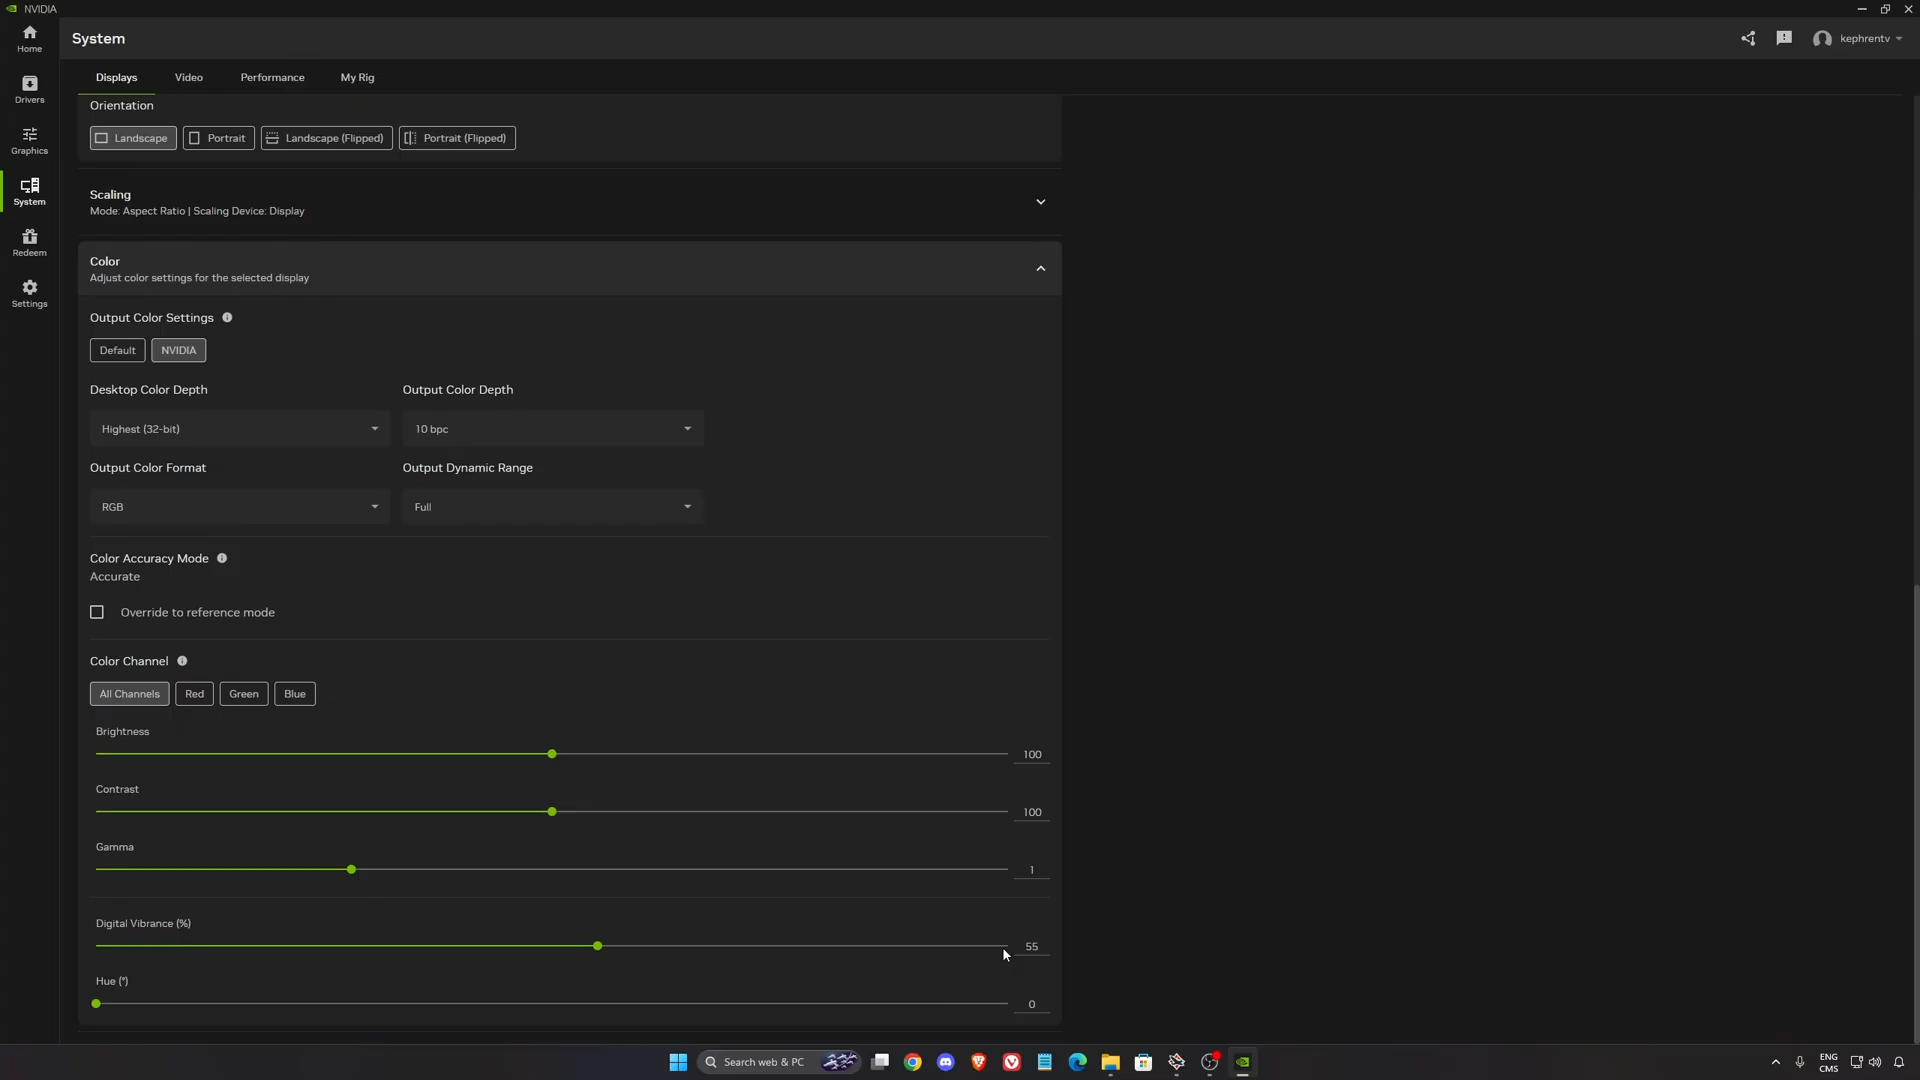 NVIDIA
Home
System
kephrentv
Drivers
Graphics
System
Redeem
Settings
Displays
Video
Performance
My Rig
Orientation
Landscape
Portrait
Landscape (Flipped)
Portrait (Flipped)
Scaling
Mode: Aspect Ratio | Scaling Device: Display
Color
Adjust color settings for the selected display
Output Color Settings
Default
NVIDIA
Desktop Color Depth
Output Color Depth
Highest (32-bit)
10 bpc
Output Color Format
Output Dynamic Range
RGB
Full
Color Accuracy Mode
Accurate
Override to reference mode
Color Channel
All Channels
Red
Green
Blue
Brightness
100
Contrast
100
Gamma
1
Digital Vibrance (%)
55
Hue (°)
0
Search web & PC
ENG
CMS